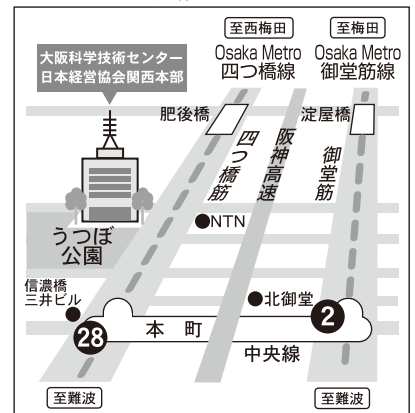 至西梅田
至梅田
大阪科学技術センター
日本経営協会関西本部
Osaka Metro
四つ橋線
Osaka Metro
御堂筋線
肥後橋
淀屋橋
四つ橋筋
阪神高速
御堂筋
うつぼ
公園
NTN
信濃橋
三井ビル
北御堂
28
本町
2
中央線
至難波
至難波